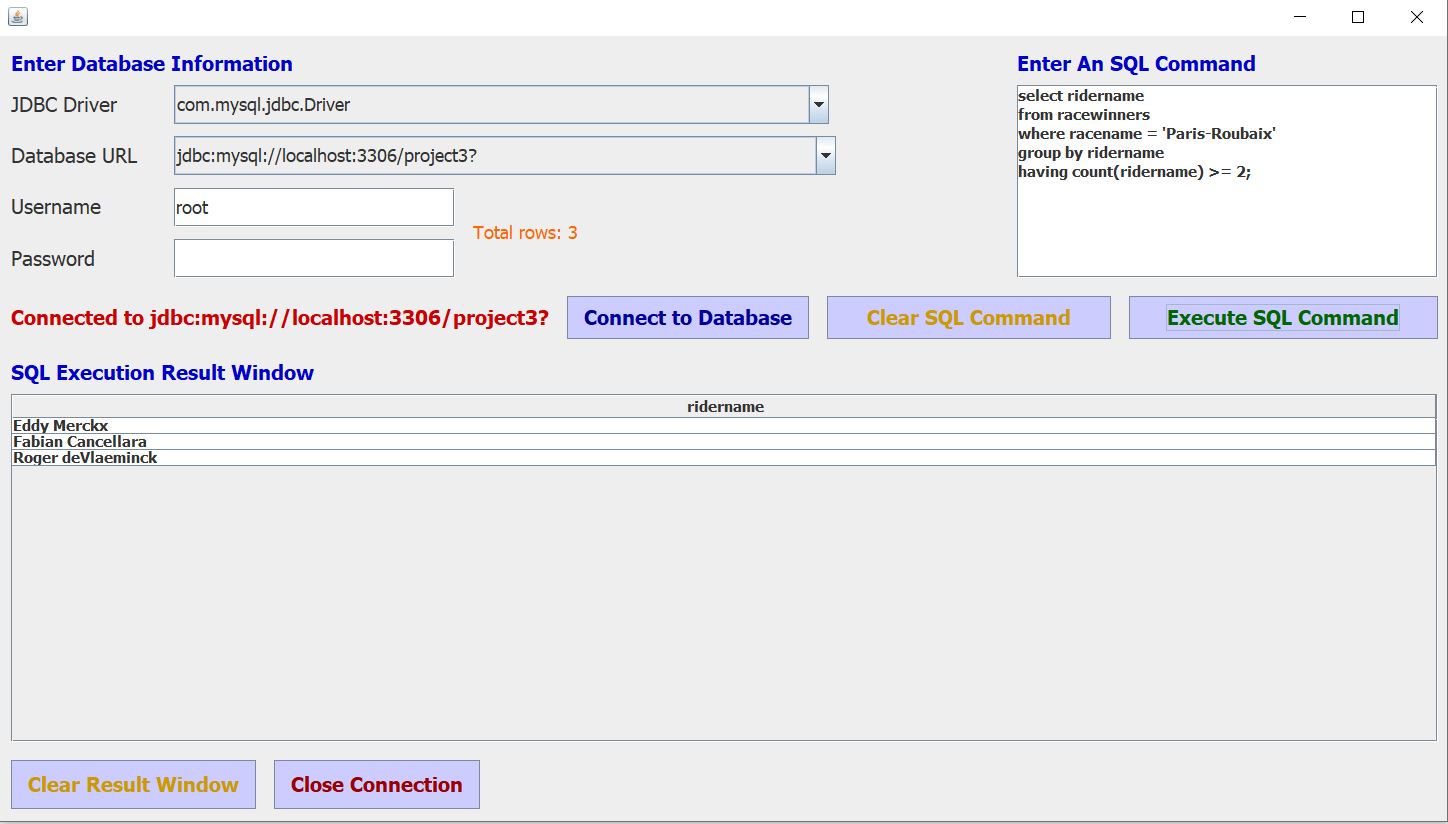 Enter Database Information
JDBC Driver
com.mysql.jdbc.Driver
Database URL
jdbc:mysql://localhost:3306/project3?
Username
root
Password
Total rows: 3
Enter An SQL Command
select ridername
from racewinners
where racename = 'Paris-Roubaix'
group by ridername
having count(ridername) >= 2;
Connected to jdbc:mysql://localhost:3306/project3?
Connect to Database
Clear SQL Command
Execute SQL Command
SQL Execution Result Window
ridername
Eddy Merckx
Fabian Cancellara
Roger deVlaeminck
Clear Result Window
Close Connection